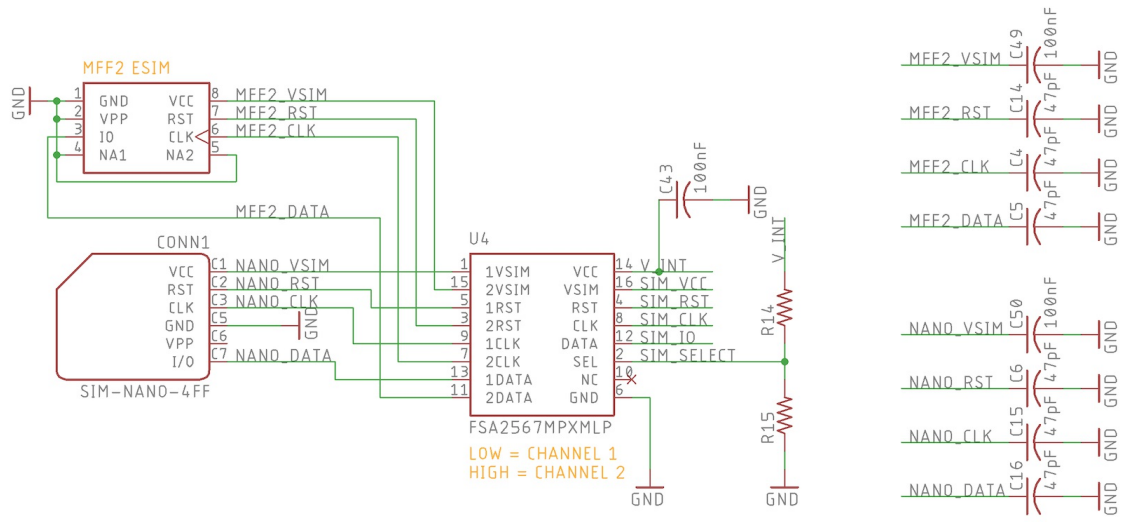 MFF2 ESIM
GND
1 GND VCC 8 MFF2_VSIM
2 VPP RST 7 MFF2_RST
3 IO CLK 6 MFF2_CLK
4 NA1 NA2 5
MFF2_DATA
CONN1
VCC C1 NANO_VSIM
RST C2 NANO_RST
CLK C3 NANO_CLK
GND C5 GND
VPP C6
I/O C7 NANO_DATA
SIM-NANO-4FF
C43 100nF GND
U4
1 1VSIM VCC 14 V_INT
15 2VSIM VSIM 16 SIM_VCC
5 1RST RST 4 SIM_RST
3 2RST CLK 8 SIM_CLK
9 1CLK DATA 12 SIM_IO
7 2CLK SEL 2 SIM_SELECT
13 1DATA NC 10
11 2DATA GND 6
FSA2567MPXMLP
LOW = CHANNEL 1
HIGH = CHANNEL 2
GND
V_INT
R14
R15
GND
MFF2_VSIM C49 100nF GND
MFF2_RST C14 47pF GND
MFF2_CLK C4 47pF GND
MFF2_DATA C5 47pF GND
NANO_VSIM C50 100nF GND
NANO_RST C6 47pF GND
NANO_CLK C15 47pF GND
NANO_DATA C16 47pF GND